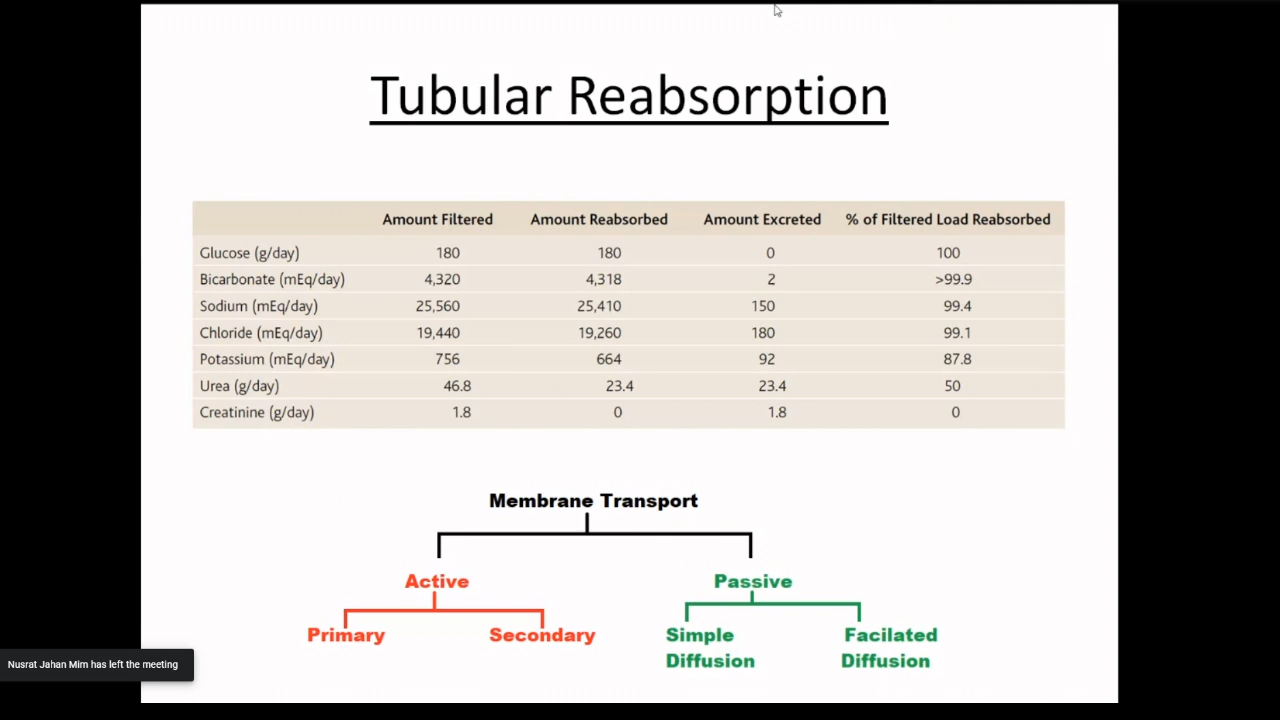 Tubular Reabsorption
Amount Filtered Amount Reabsorbed Amount Excreted % of Filtered Load Reabsorbed
Glucose (g/day) 180 180 0 100
Bicarbonate (mEq/day) 4,320 4,318 2 >99.9
Sodium (mEq/day) 25,560 25,410 150 99.4
Chloride (mEq/day) 19,440 19,260 180 99.1
Potassium (mEq/day) 756 664 92 87.8
Urea (g/day) 46.8 23.4 23.4 50
Creatinine (g/day) 1.8 0 1.8 0
Membrane Transport
Active Passive
Primary Secondary Simple Facilated
Diffusion Diffusion
Nusrat Jahan Mim has left the meeting